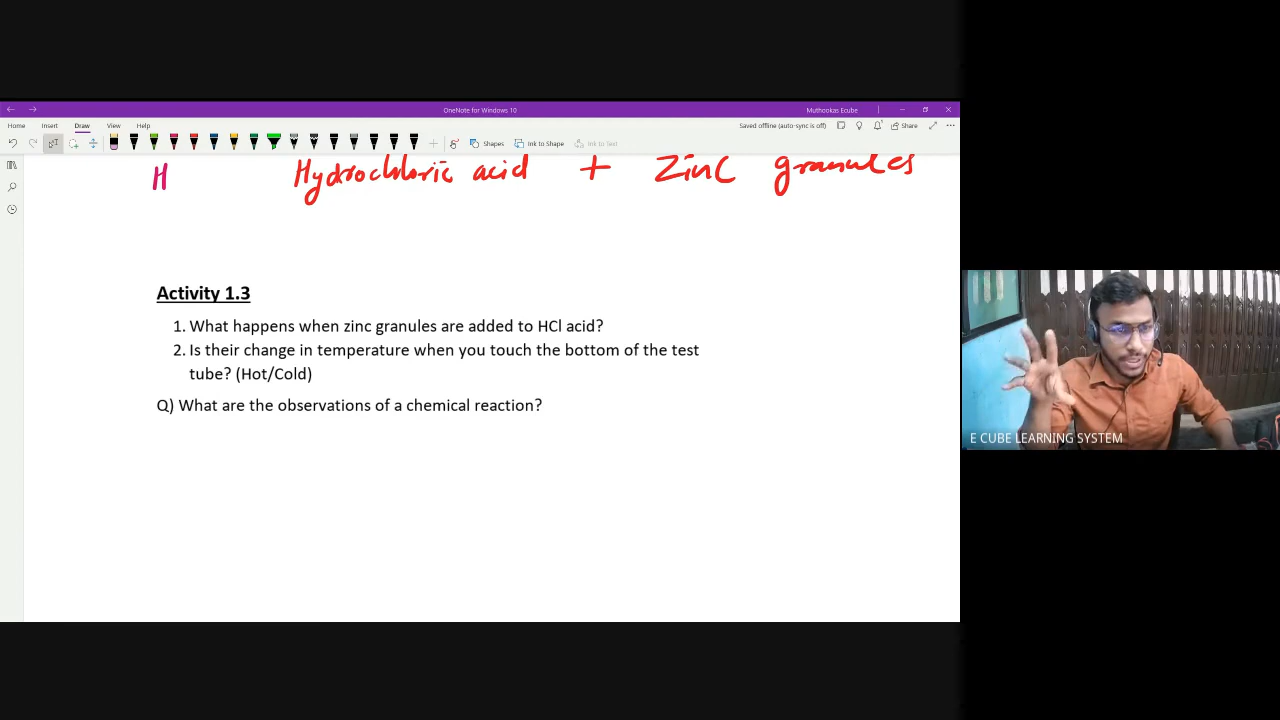 OneNote for Windows 10
Muthookas Ecube
Home Insert Draw View Help
Saved offline (auto-sync is off)
Share
Shapes
Ink to Shape
Ink to Text
H Hydrochloric acid + Zinc granules
Activity 1.3
1. What happens when zinc granules are added to HCl acid?
2. Is their change in temperature when you touch the bottom of the test
tube? (Hot/Cold)
Q) What are the observations of a chemical reaction?
E CUBE LEARNING SYSTEM